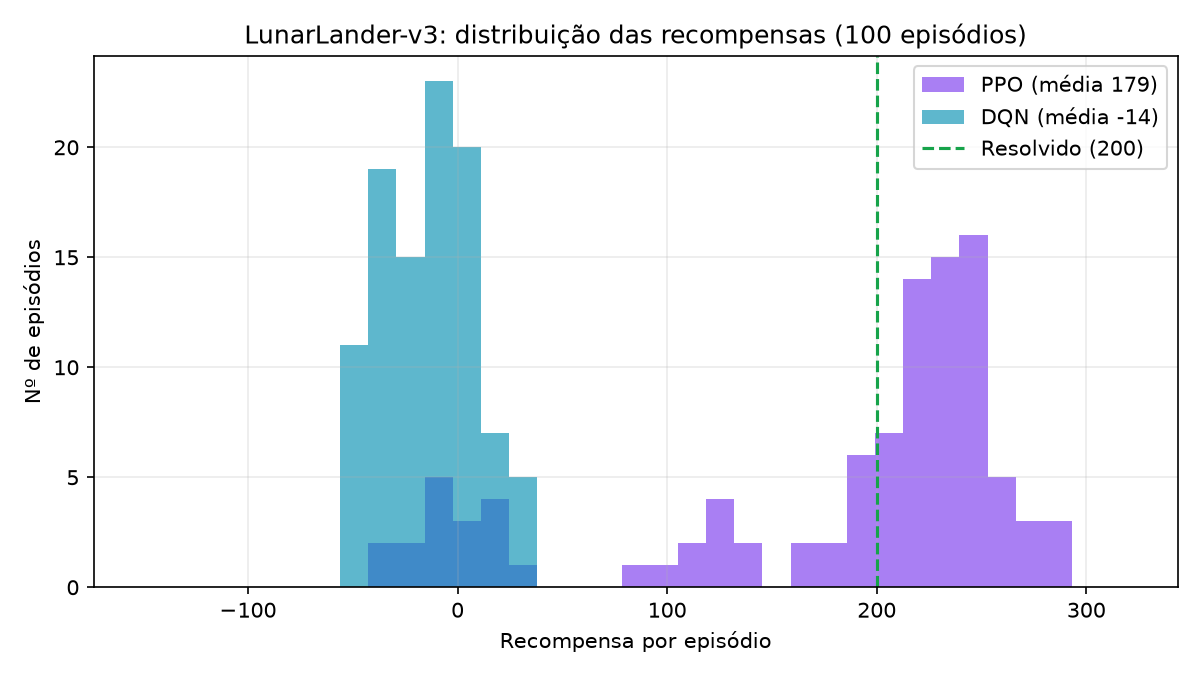 LunarLander-v3: distribuição das recompensas (100 episódios)
PPO (média 179)
DQN (média -14)
Resolvido (200)
Nº de episódios
20
15
10
5
0
−100
0
100
200
300
Recompensa por episódio